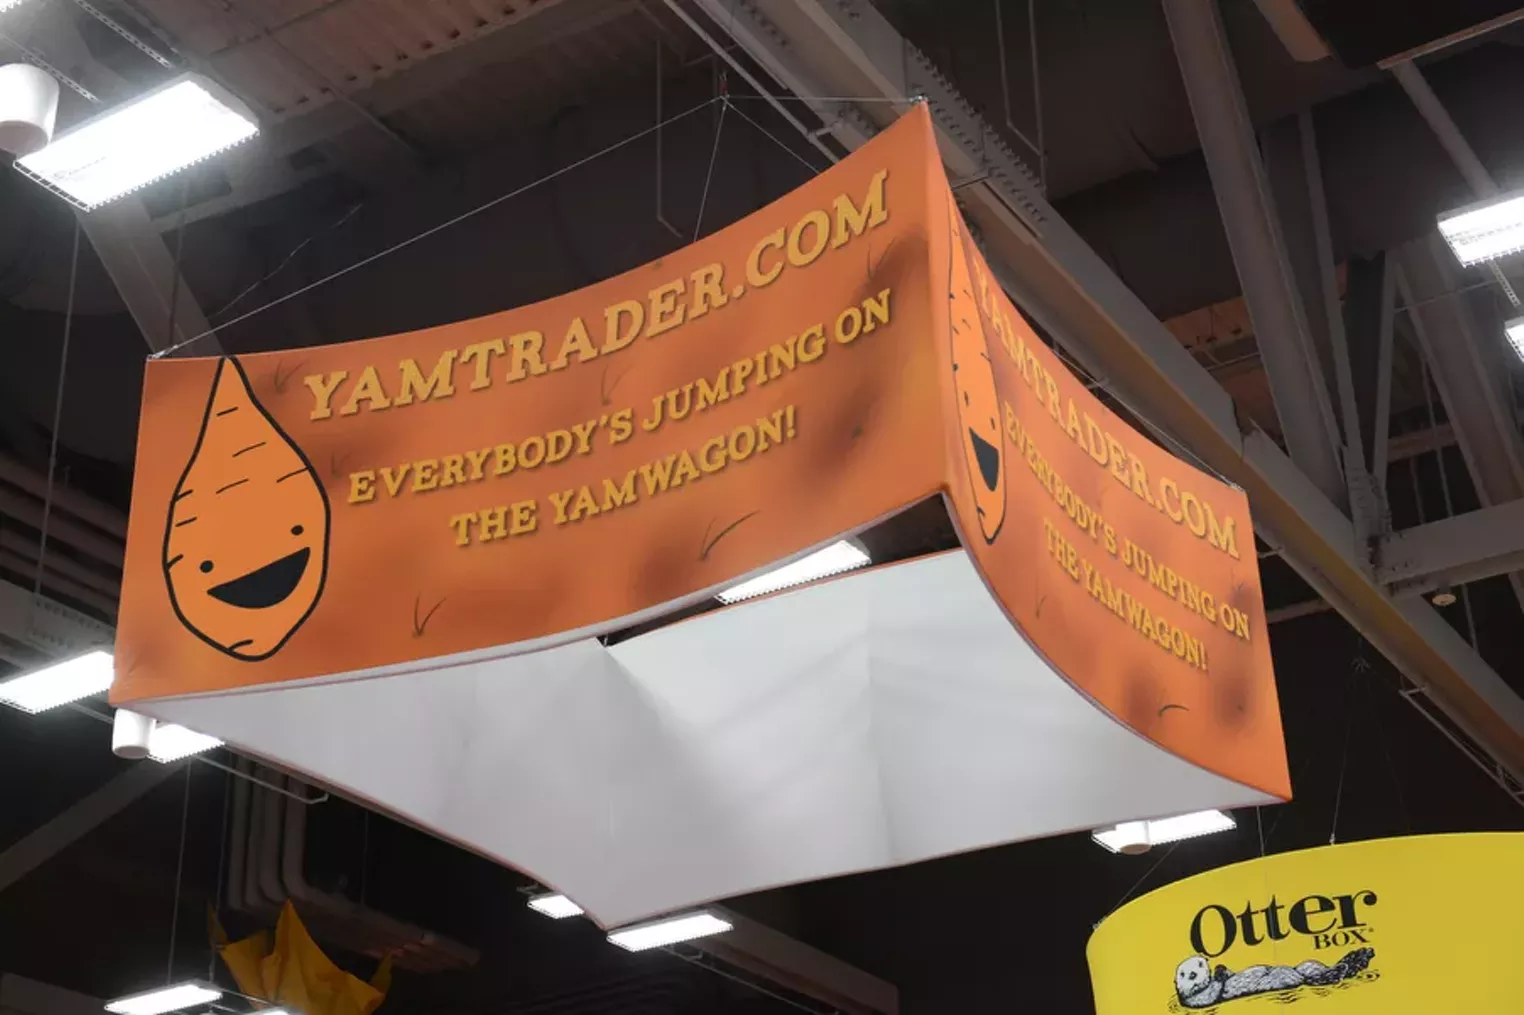 YAMTRADER.COM
EVERYBODY'S JUMPING ON
THE YAMWAGON!
YAMTRADER.COM
EVERYBODY'S JUMPING ON
THE YAMWAGON!
Otter
BOX